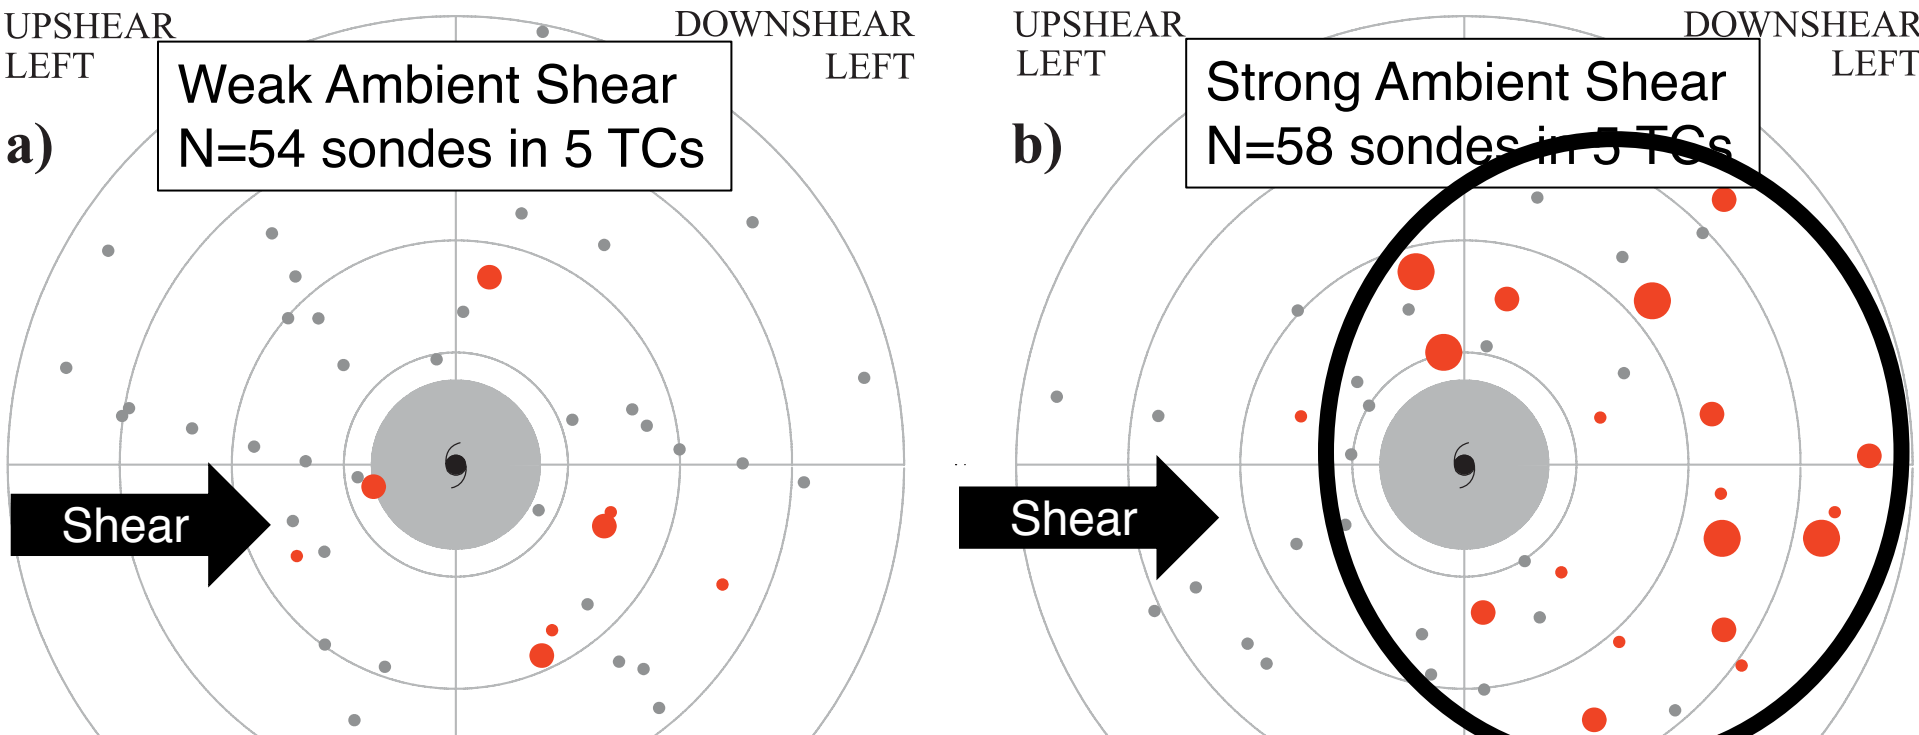 UPSHEAR
LEFT
DOWNSHEAR
LEFT
Weak Ambient Shear
N=54 sondes in 5 TCs
a)
Shear
UPSHEAR
LEFT
DOWNSHEAR
LEFT
Strong Ambient Shear
N=58 sondes in 5 TCs
b)
Shear